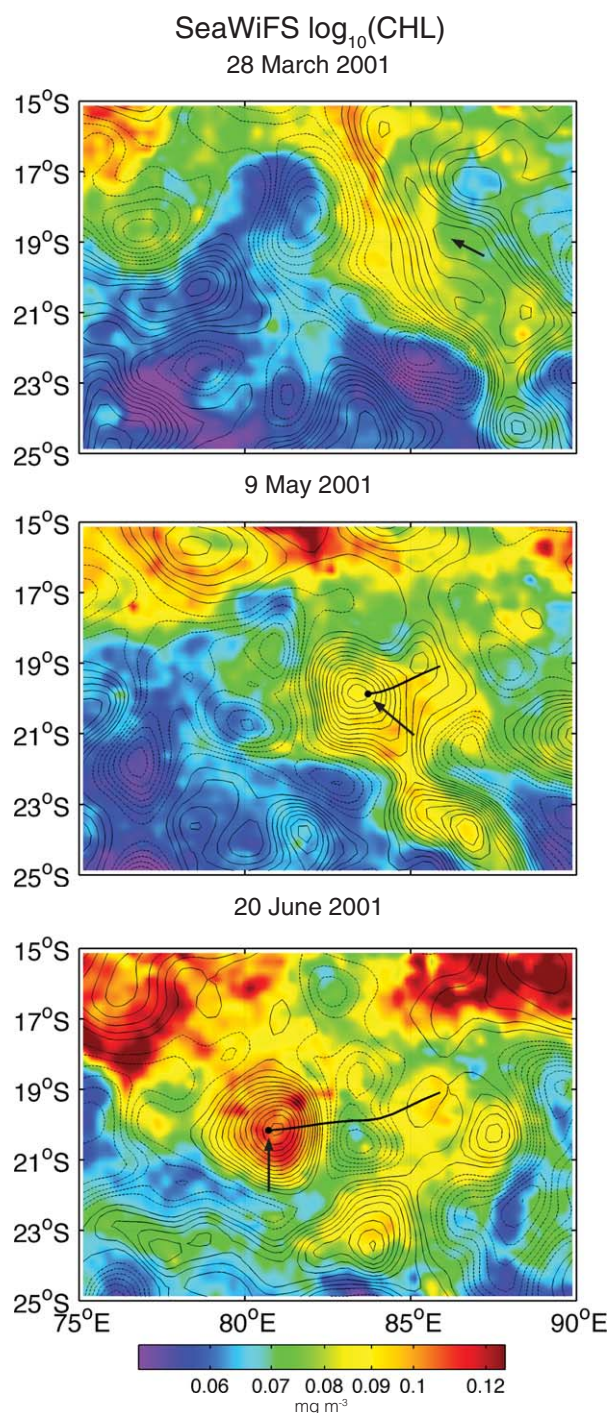 SeaWiFS log₁₀(CHL)
28 March 2001
15°S
17°S
19°S
21°S
23°S
25°S
9 May 2001
15°S
17°S
19°S
21°S
23°S
25°S
20 June 2001
15°S
17°S
19°S
21°S
23°S
25°S
75°E 80°E 85°E 90°E
0.06 0.07 0.08 0.09 0.1 0.12
mg m⁻³